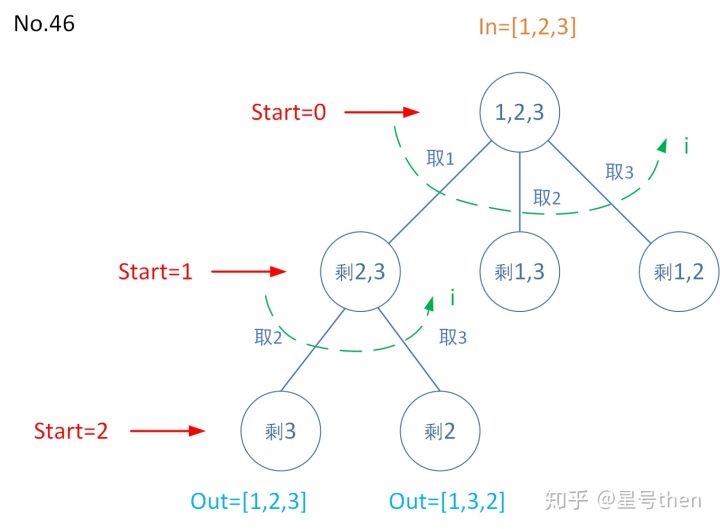 No.46
In=[1,2,3]
Start=0
1,2,3
i
取1
取2
取3
Start=1
剩2,3
剩1,3
剩1,2
i
取2
取3
Start=2
剩3
剩2
Out=[1,2,3]
Out=[1,3,2]
知乎 @星号then